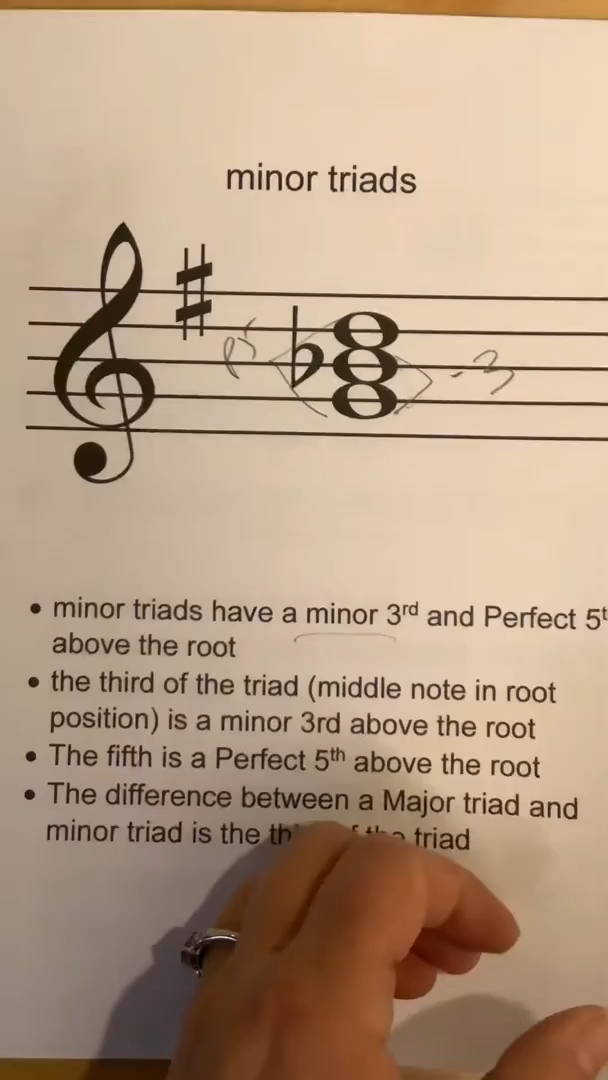 minor triads
P5
-3
• minor triads have a minor 3rd and Perfect 5t
above the root
• the third of the triad (middle note in root
position) is a minor 3rd above the root
• The fifth is a Perfect 5th above the root
• The difference between a Major triad and
minor triad is the triad